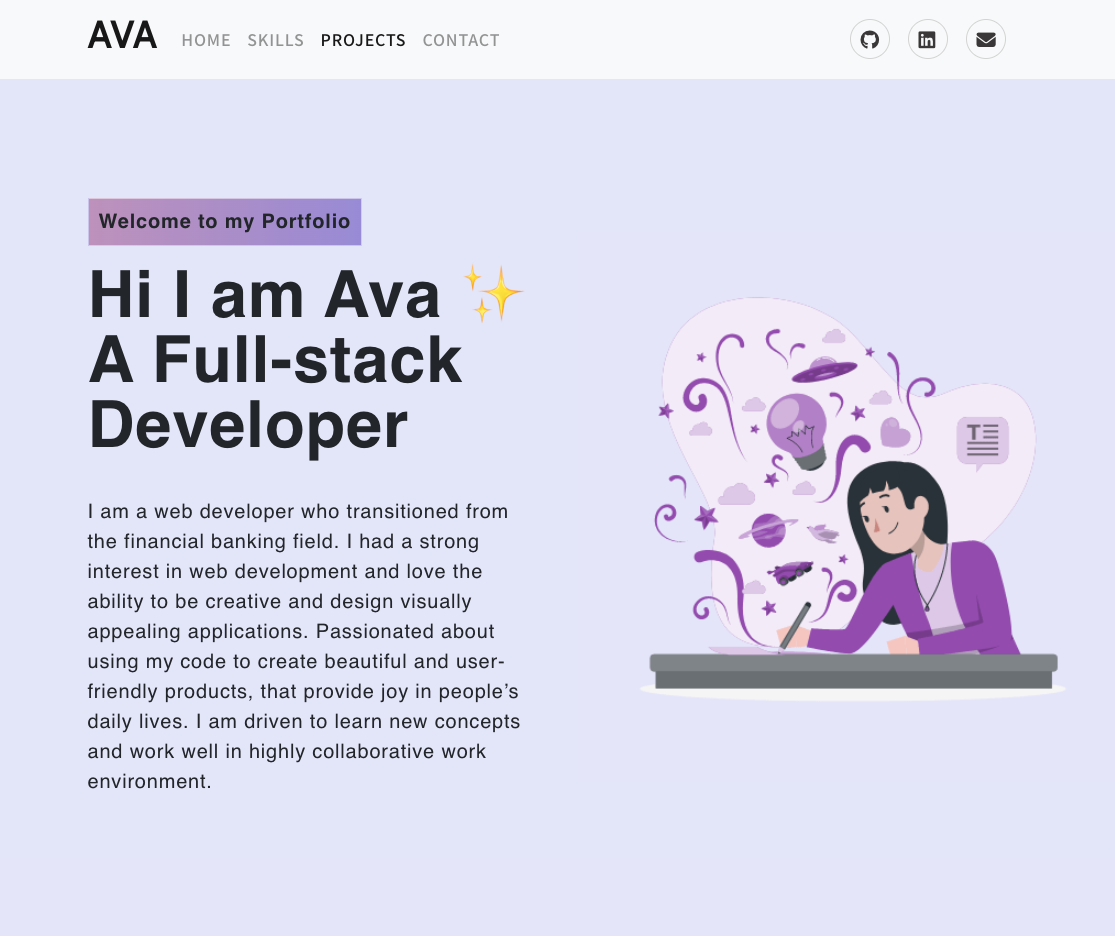 AVA HOME SKILLS PROJECTS CONTACT
in
Welcome to my Portfolio
Hi I am Ava ✨
A Full-stack
Developer
I am a web developer who transitioned from
the financial banking field. I had a strong
interest in web development and love the
ability to be creative and design visually
appealing applications. Passionated about
using my code to create beautiful and user-
friendly products, that provide joy in people’s
daily lives. I am driven to learn new concepts
and work well in highly collaborative work
environment.
T